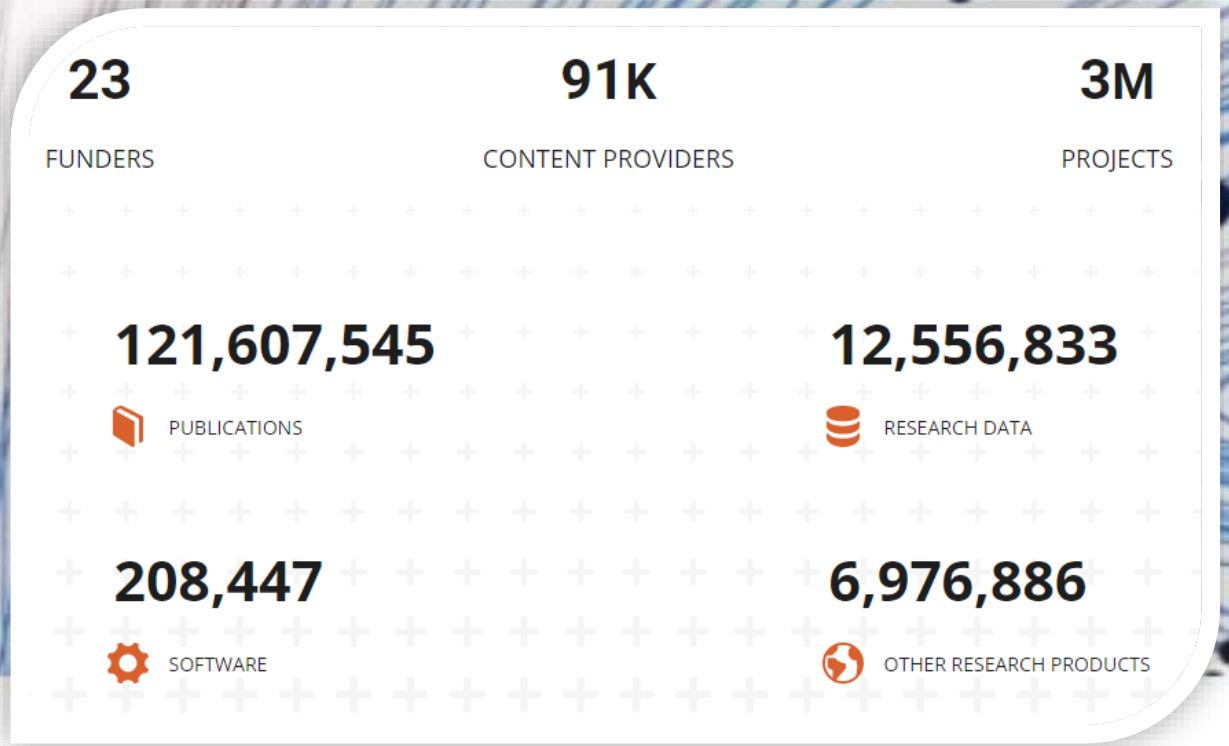 23 91K 3M
FUNDERS CONTENT PROVIDERS PROJECTS
121,607,545 12,556,833
PUBLICATIONS RESEARCH DATA
208,447 6,976,886
SOFTWARE OTHER RESEARCH PRODUCTS